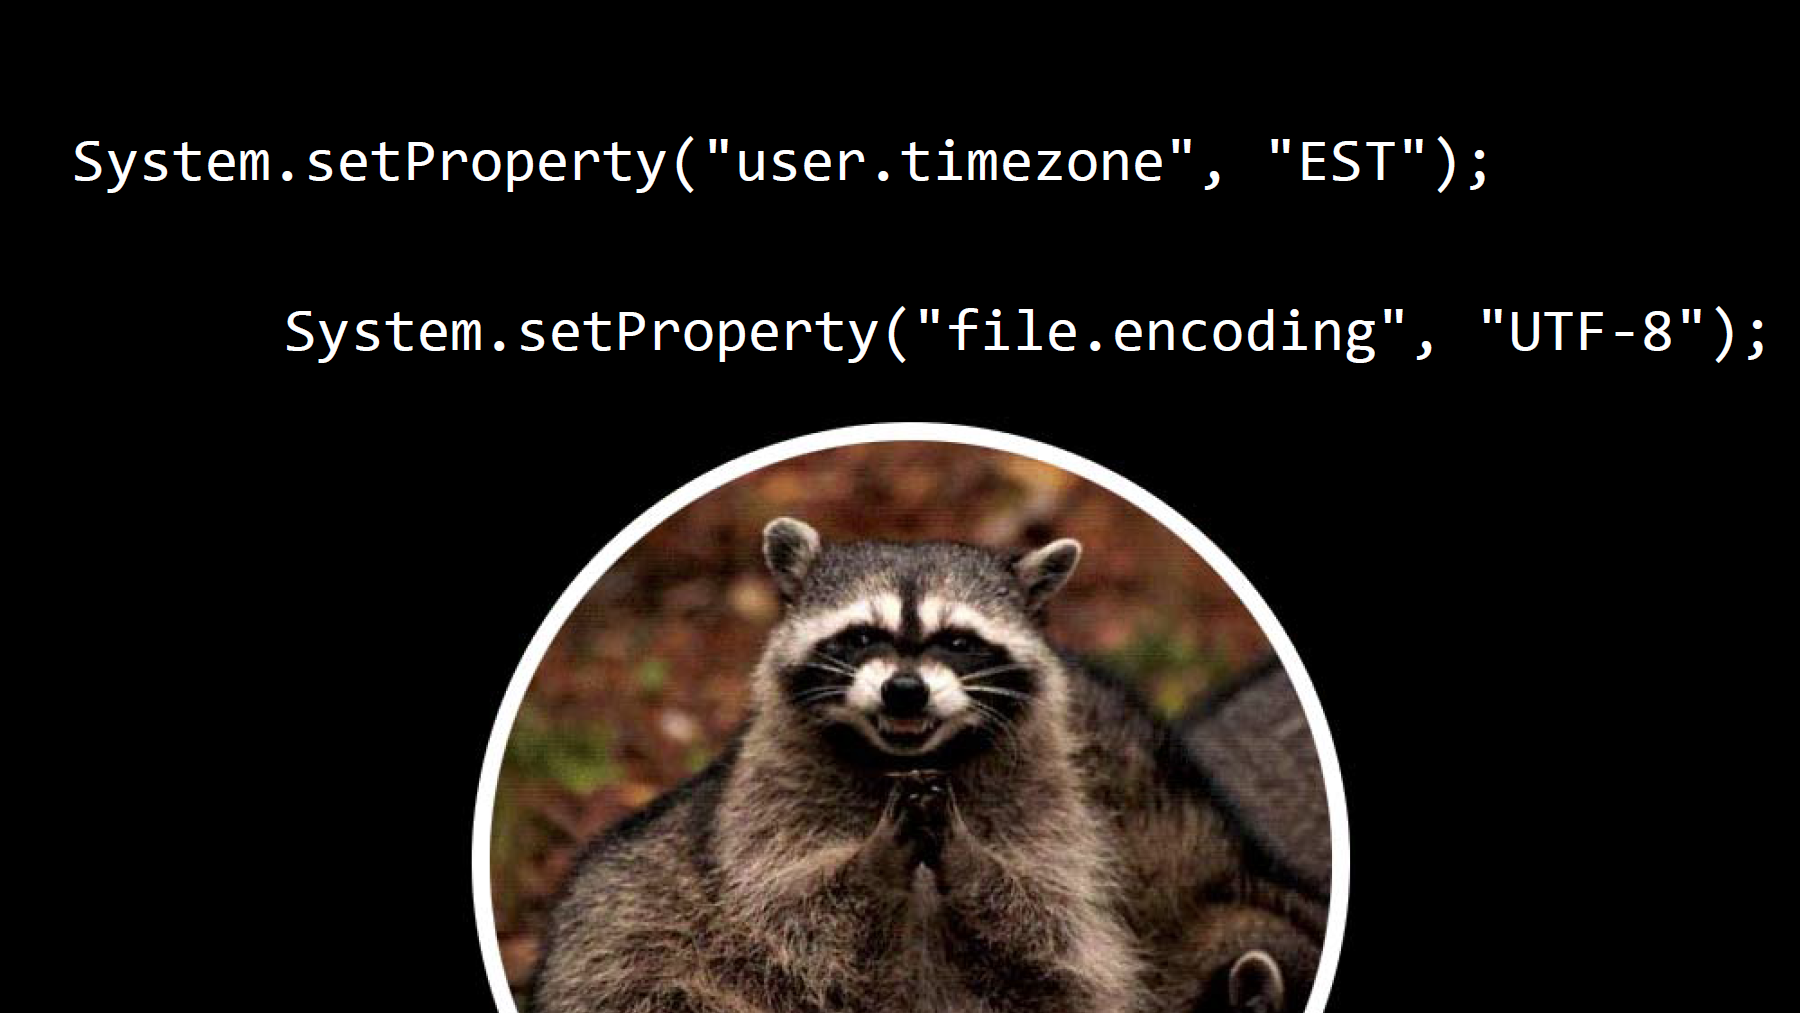 System.setProperty("user.timezone", "EST");
System.setProperty("file.encoding", "UTF-8");